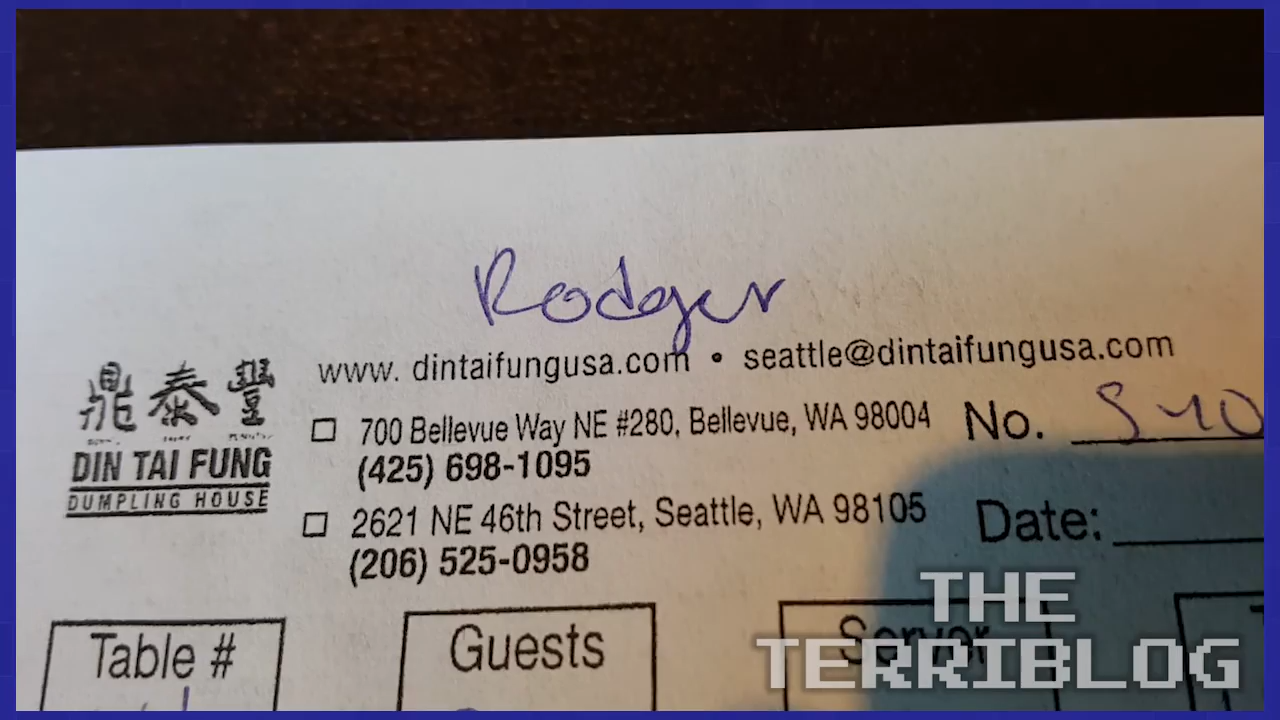 Rodger
www. dintaifungusa.com • seattle@dintaifungusa.com
鼎泰豐
DIN TAI FUNG
DUMPLING HOUSE
700 Bellevue Way NE #280, Bellevue, WA 98004
(425) 698-1095
No.
2621 NE 46th Street, Seattle, WA 98105
(206) 525-0958
Date:
Table #
Guests
Server
THE
TERRIBLOG